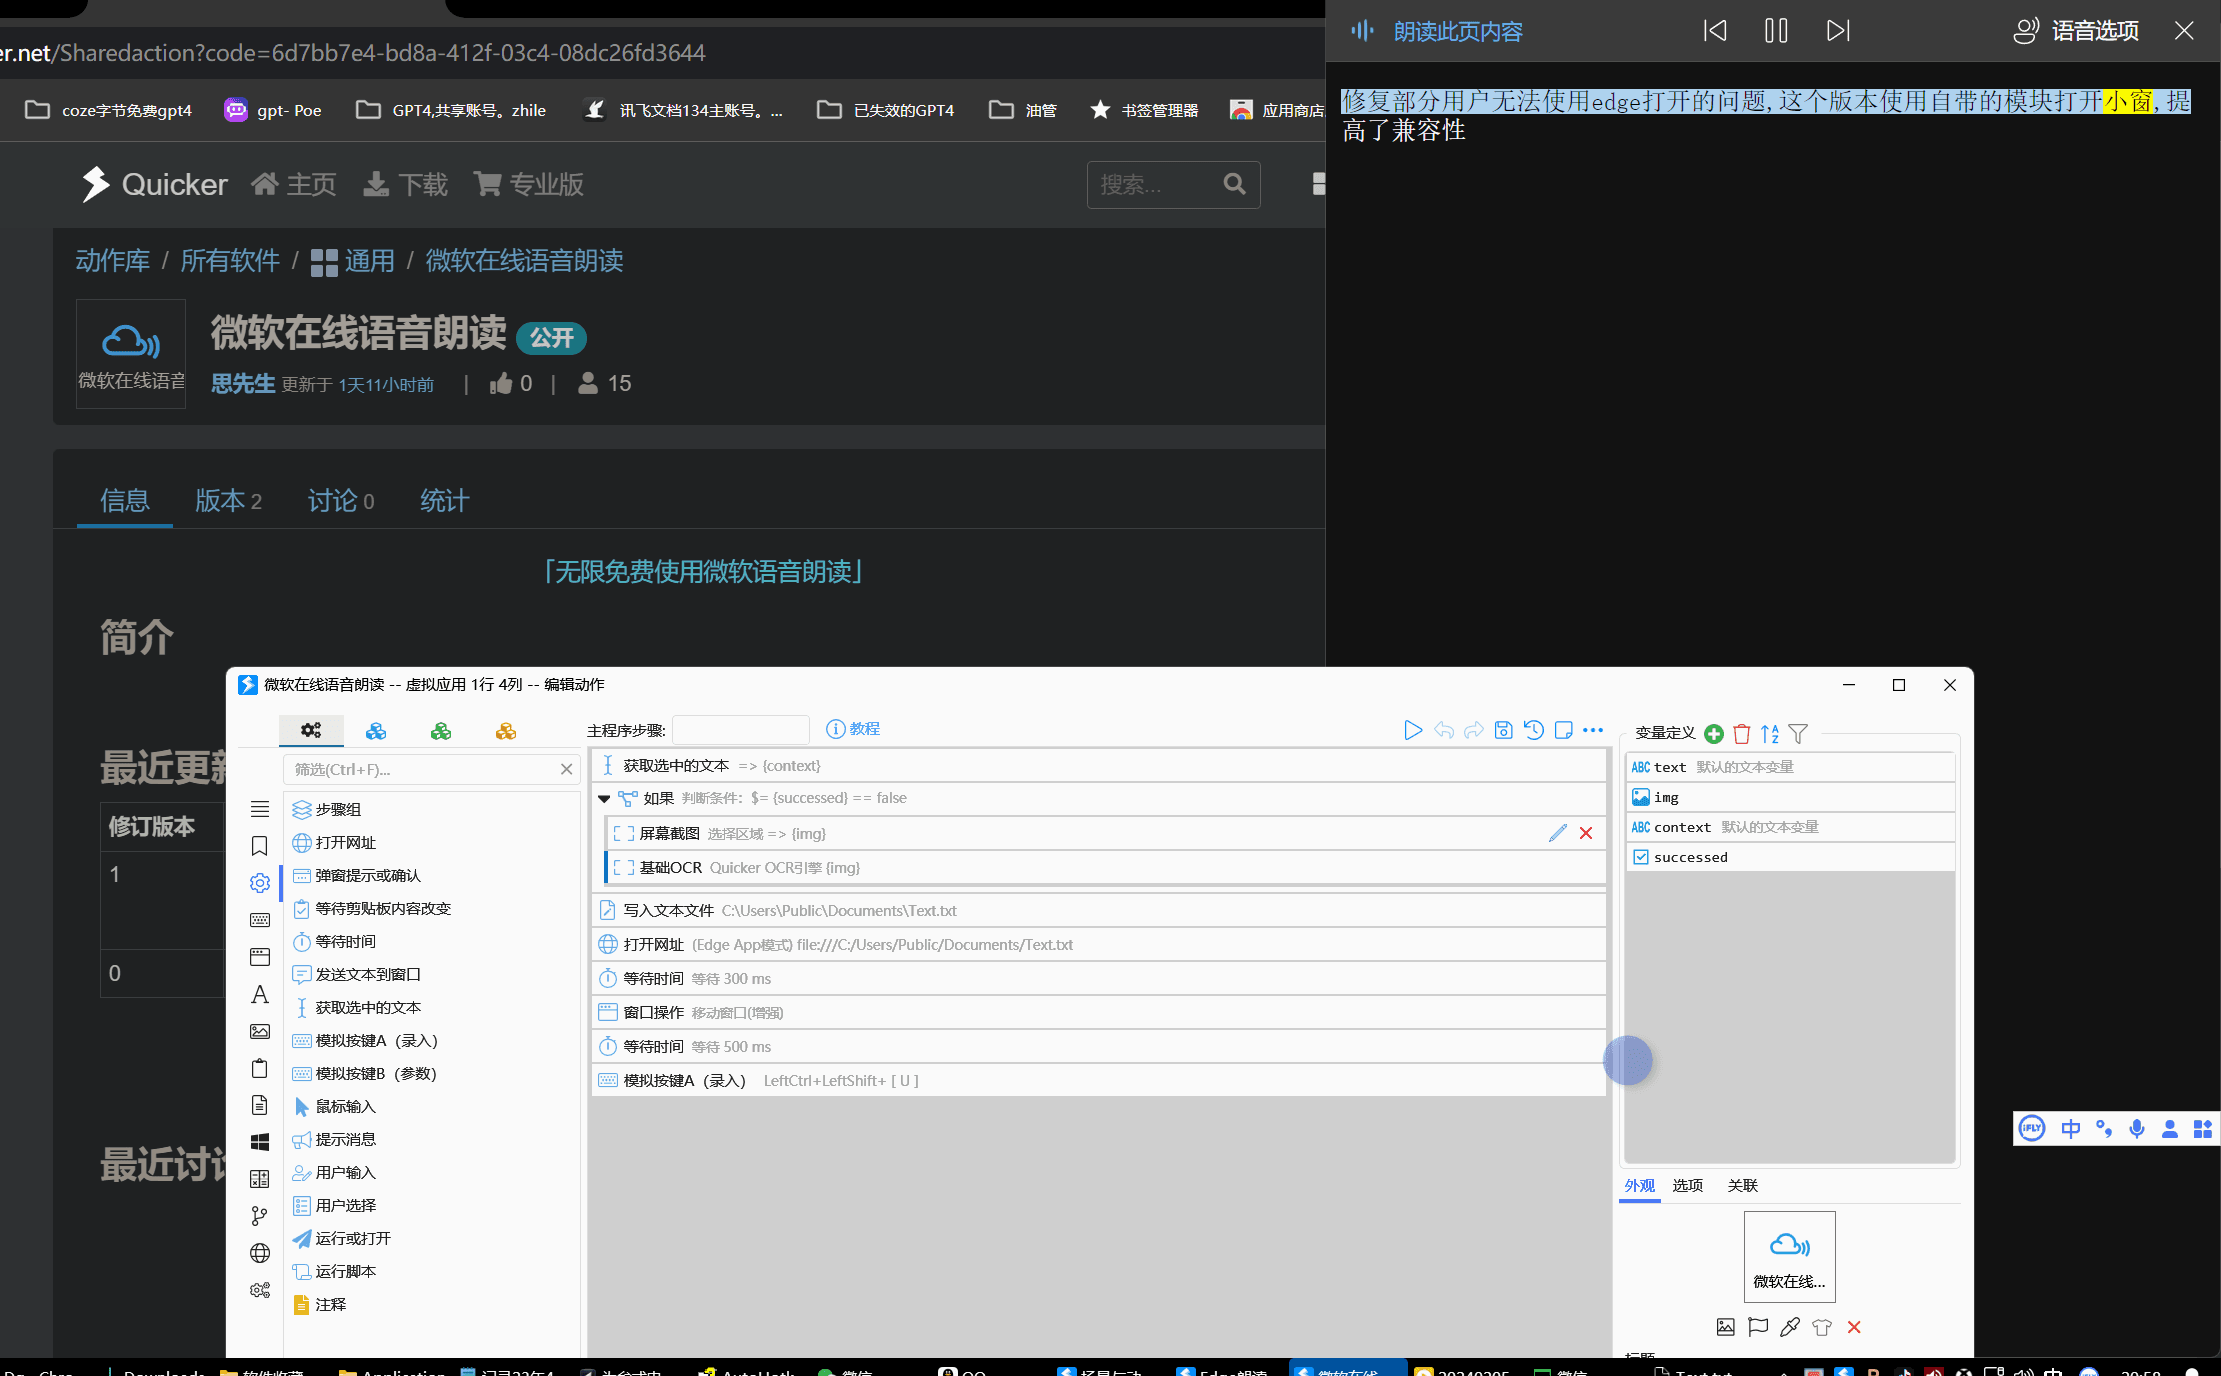 er.net/Sharedaction?code=6d7bb7e4-bd8a-412f-03c4-08dc26fd3644
coze字节免费gpt4
gpt- Poe
GPT4,共享账号。zhile
讯飞文档134主账号。...
已失效的GPT4
油管
书签管理器
应用商店
朗读此页内容
语音选项
修复部分用户无法使用edge打开的问题,这个版本使用自带的模块打开小窗,提
高了兼容性
Quicker
主页
下载
专业版
搜索...
动作库 / 所有软件 / 通用 / 微软在线语音朗读
微软在线语音朗读 公开
微软在线语音
思先生 更新于 1天11小时前 | 0 | 15
信息
版本 2
讨论 0
统计
「无限免费使用微软语音朗读」
简介
最近更新
修订版本
1
0
最近讨论
微软在线语音朗读 -- 虚拟应用 1行 4列 -- 编辑动作
筛选(Ctrl+F)...
步骤组
打开网址
弹窗提示或确认
等待剪贴板内容改变
等待时间
发送文本到窗口
获取选中的文本
模拟按键A（录入）
模拟按键B（参数）
鼠标输入
提示消息
用户输入
用户选择
运行或打开
运行脚本
注释
主程序步骤:
教程
获取选中的文本 => {context}
如果 判断条件: $= {successed} == false
屏幕截图 选择区域 => {img}
基础OCR Quicker OCR引擎 {img}
写入文本文件 C:\Users\Public\Documents\Text.txt
打开网址 (Edge App模式) file:///C:/Users/Public/Documents/Text.txt
等待时间 等待 300 ms
窗口操作 移动窗口(增强)
等待时间 等待 500 ms
模拟按键A（录入） LeftCtrl+LeftShift+ [ U ]
变量定义
ABC text 默认的文本变量
img
ABC context 默认的文本变量
successed
外观
选项
关联
微软在线...
iFLY 中